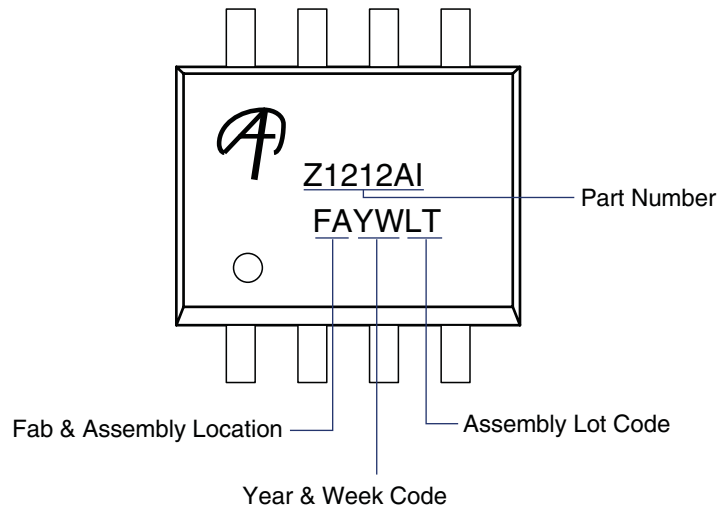 Z1212AI
Part Number
FAYWLT
Fab & Assembly Location
Assembly Lot Code
Year & Week Code